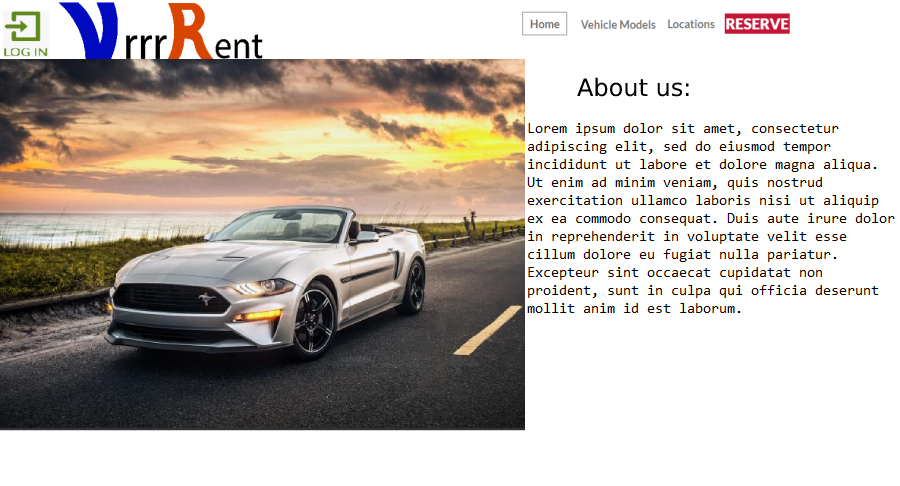 LOG IN
VrrrRent
Home
Vehicle Models
Locations
RESERVE
About us:
Lorem ipsum dolor sit amet, consectetur
adipiscing elit, sed do eiusmod tempor
incididunt ut labore et dolore magna aliqua.
Ut enim ad minim veniam, quis nostrud
exercitation ullamco laboris nisi ut aliquip
ex ea commodo consequat. Duis aute irure dolor
in reprehenderit in voluptate velit esse
cillum dolore eu fugiat nulla pariatur.
Excepteur sint occaecat cupidatat non
proident, sunt in culpa qui officia deserunt
mollit anim id est laborum.